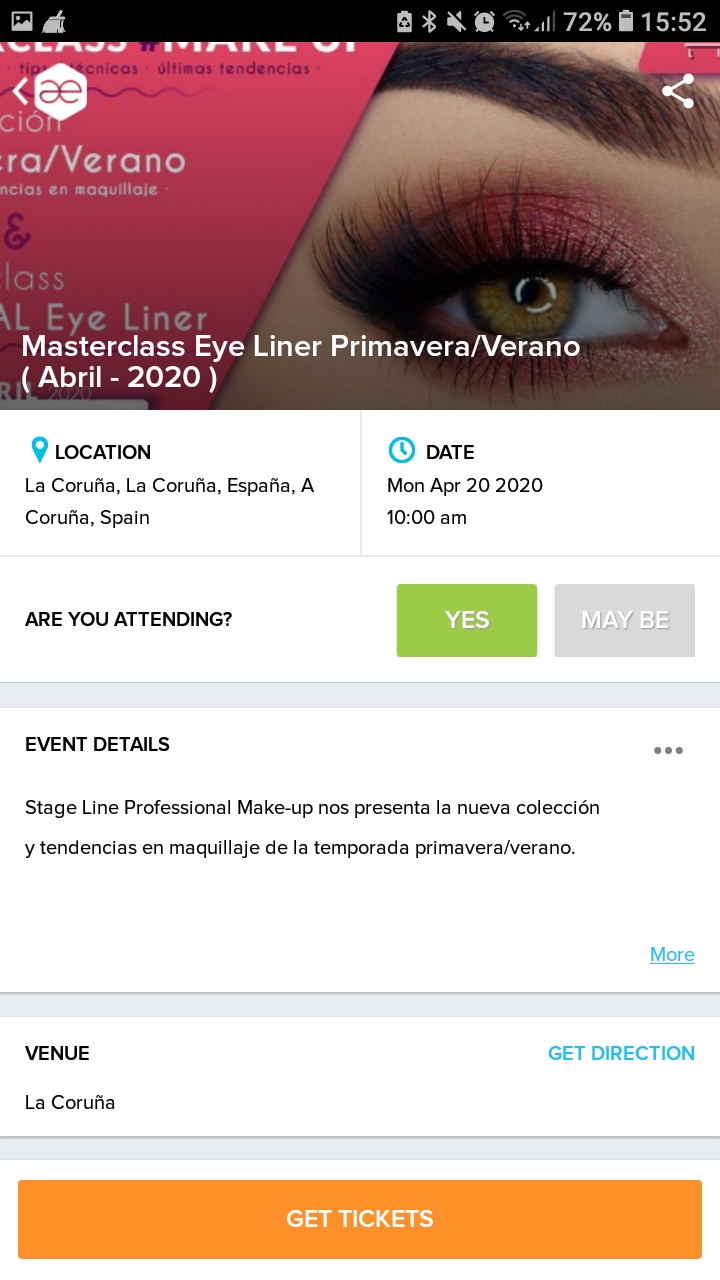 72% 15:52
#MAKE UP
· tips técnicas · últimas tendencias ·
æ
ción
ra/Verano
ncias en maquillaje ·
&
lass
AL Eye Liner
Masterclass Eye Liner Primavera/Verano
( Abril - 2020 )
2020
LOCATION
La Coruña, La Coruña, España, A
Coruña, Spain
DATE
Mon Apr 20 2020
10:00 am
ARE YOU ATTENDING?
YES
MAY BE
EVENT DETAILS
Stage Line Professional Make-up nos presenta la nueva colección
y tendencias en maquillaje de la temporada primavera/verano.
More
VENUE
GET DIRECTION
La Coruña
GET TICKETS